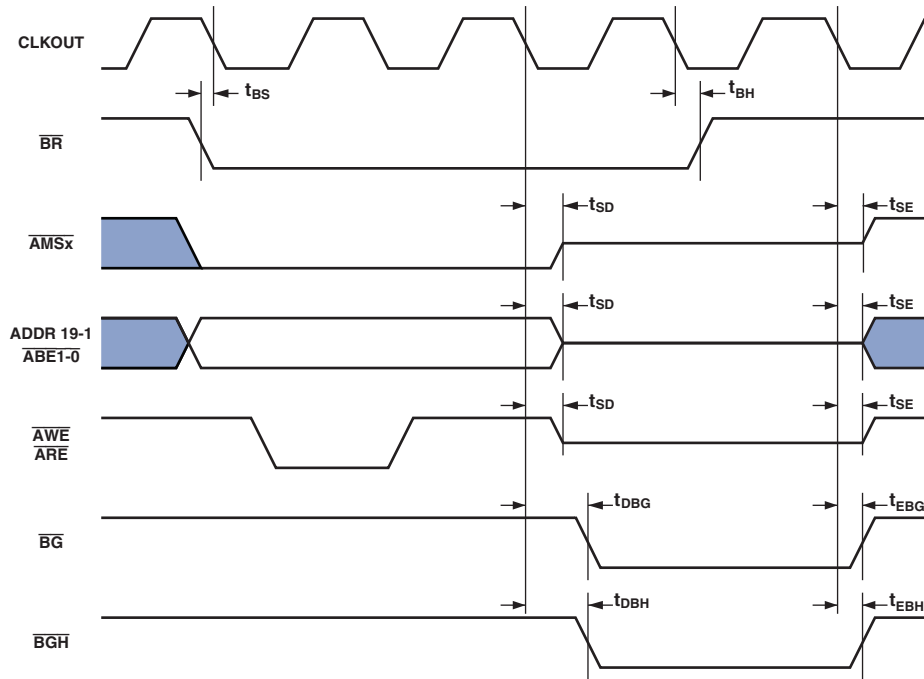 CLKOUT
tBS
tBH
BR
tSD
tSE
AMSx
tSD
tSE
ADDR 19-1
ABE1-0
tSD
tSE
AWE
ARE
tDBG
tEBG
BG
tDBH
tEBH
BGH